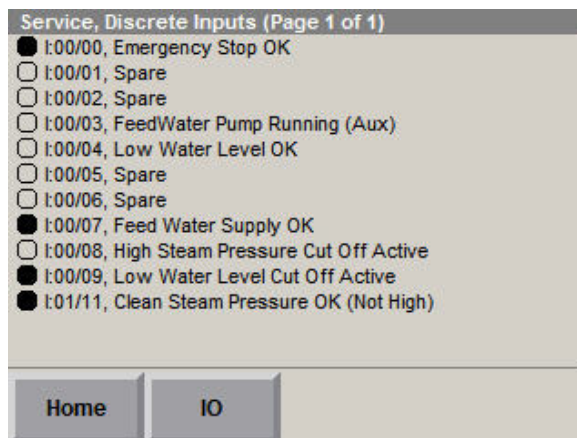 Service, Discrete Inputs (Page 1 of 1)
I:00/00, Emergency Stop OK
I:00/01, Spare
I:00/02, Spare
I:00/03, FeedWater Pump Running (Aux)
I:00/04, Low Water Level OK
I:00/05, Spare
I:00/06, Spare
I:00/07, Feed Water Supply OK
I:00/08, High Steam Pressure Cut Off Active
I:00/09, Low Water Level Cut Off Active
I:01/11, Clean Steam Pressure OK (Not High)
Home IO